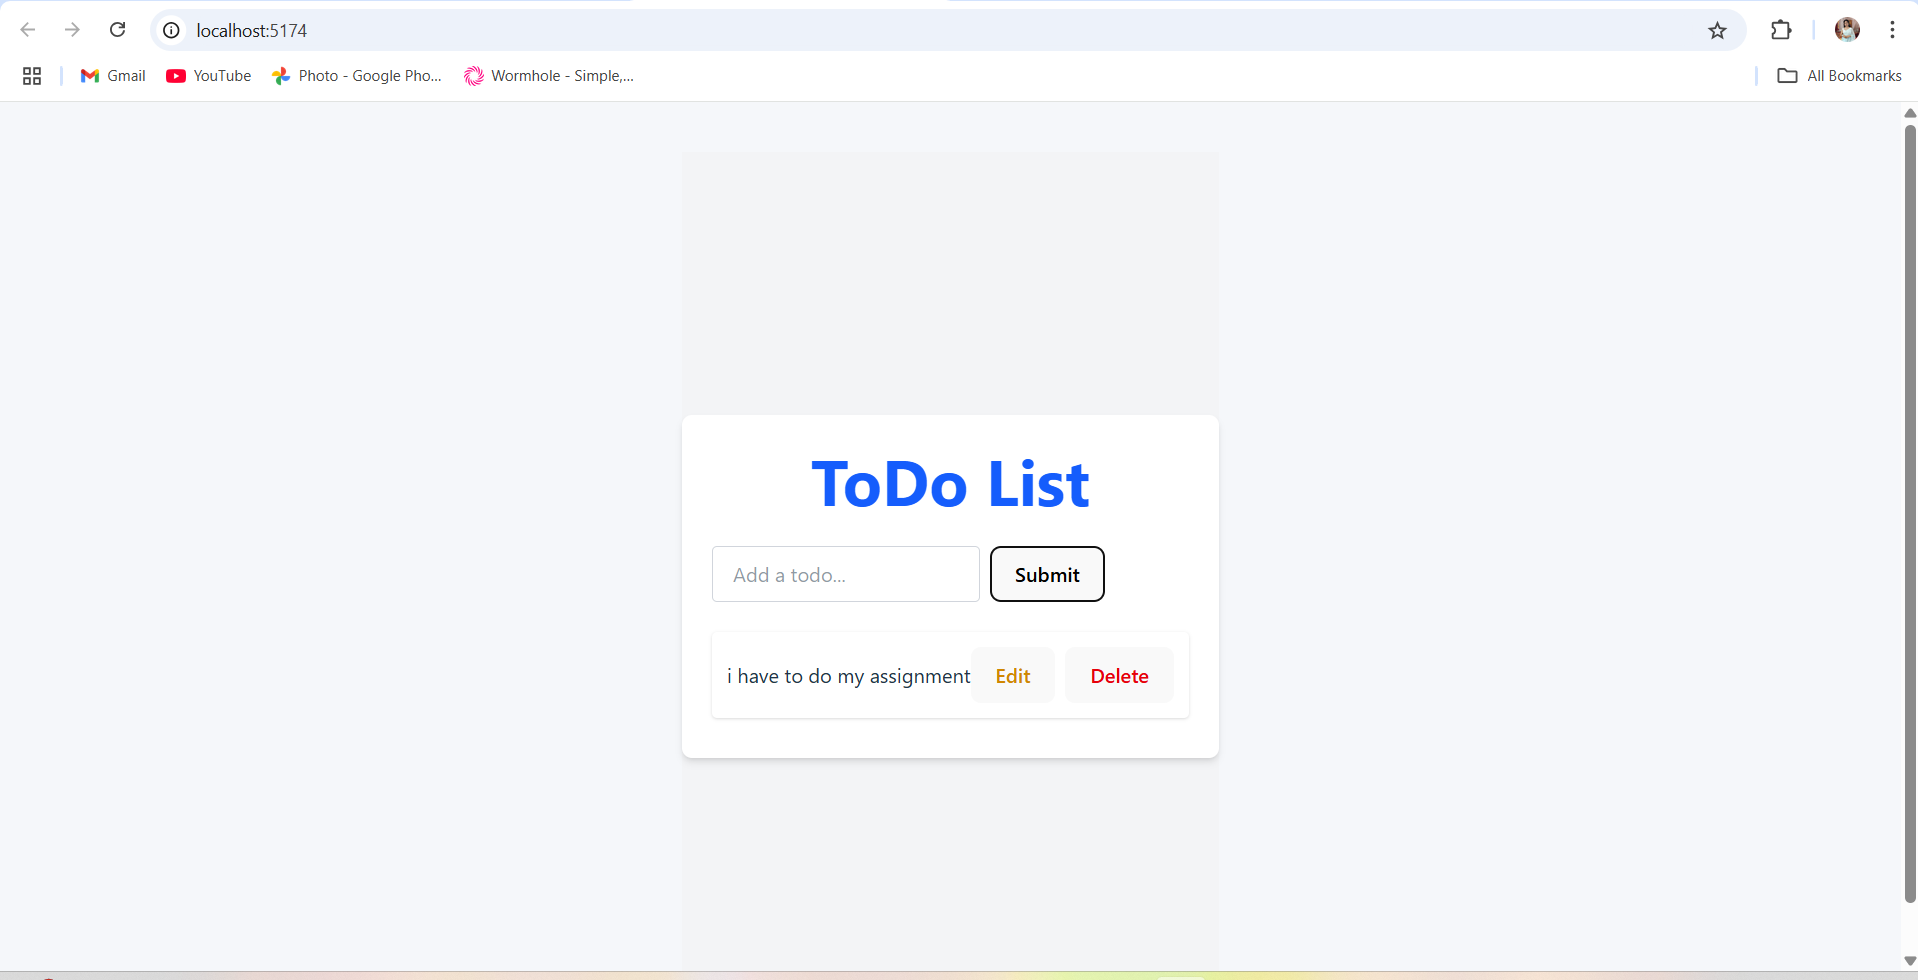 localhost:5174
Gmail YouTube Photo - Google Pho... Wormhole - Simple,... All Bookmarks
ToDo List
Add a todo... Submit
i have to do my assignment Edit Delete